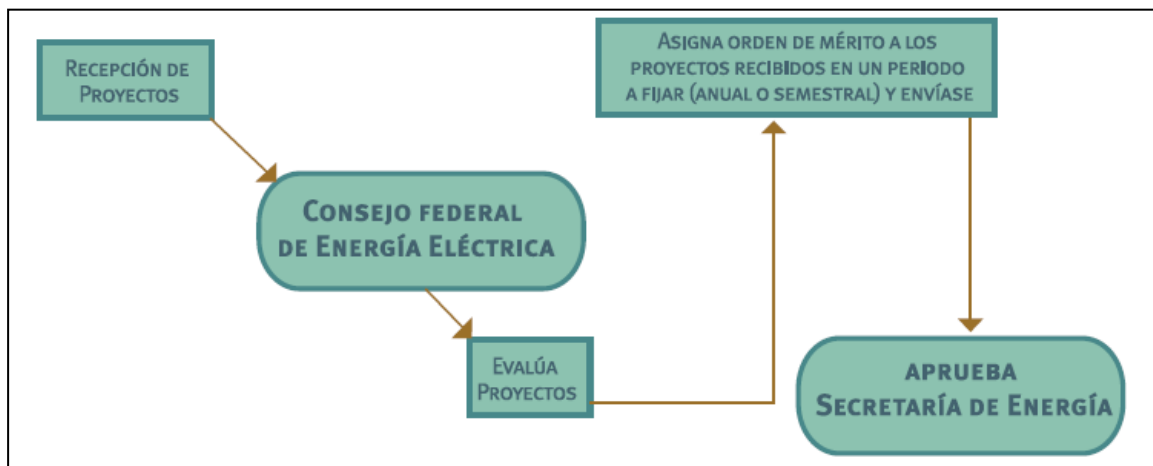 Recepción de
Proyectos
Consejo federal
de Energía Eléctrica
Evalúa
Proyectos
Asigna orden de mérito a los
proyectos recibidos en un periodo
a fijar (anual o semestral) y envíase
aprueba
Secretaría de Energía